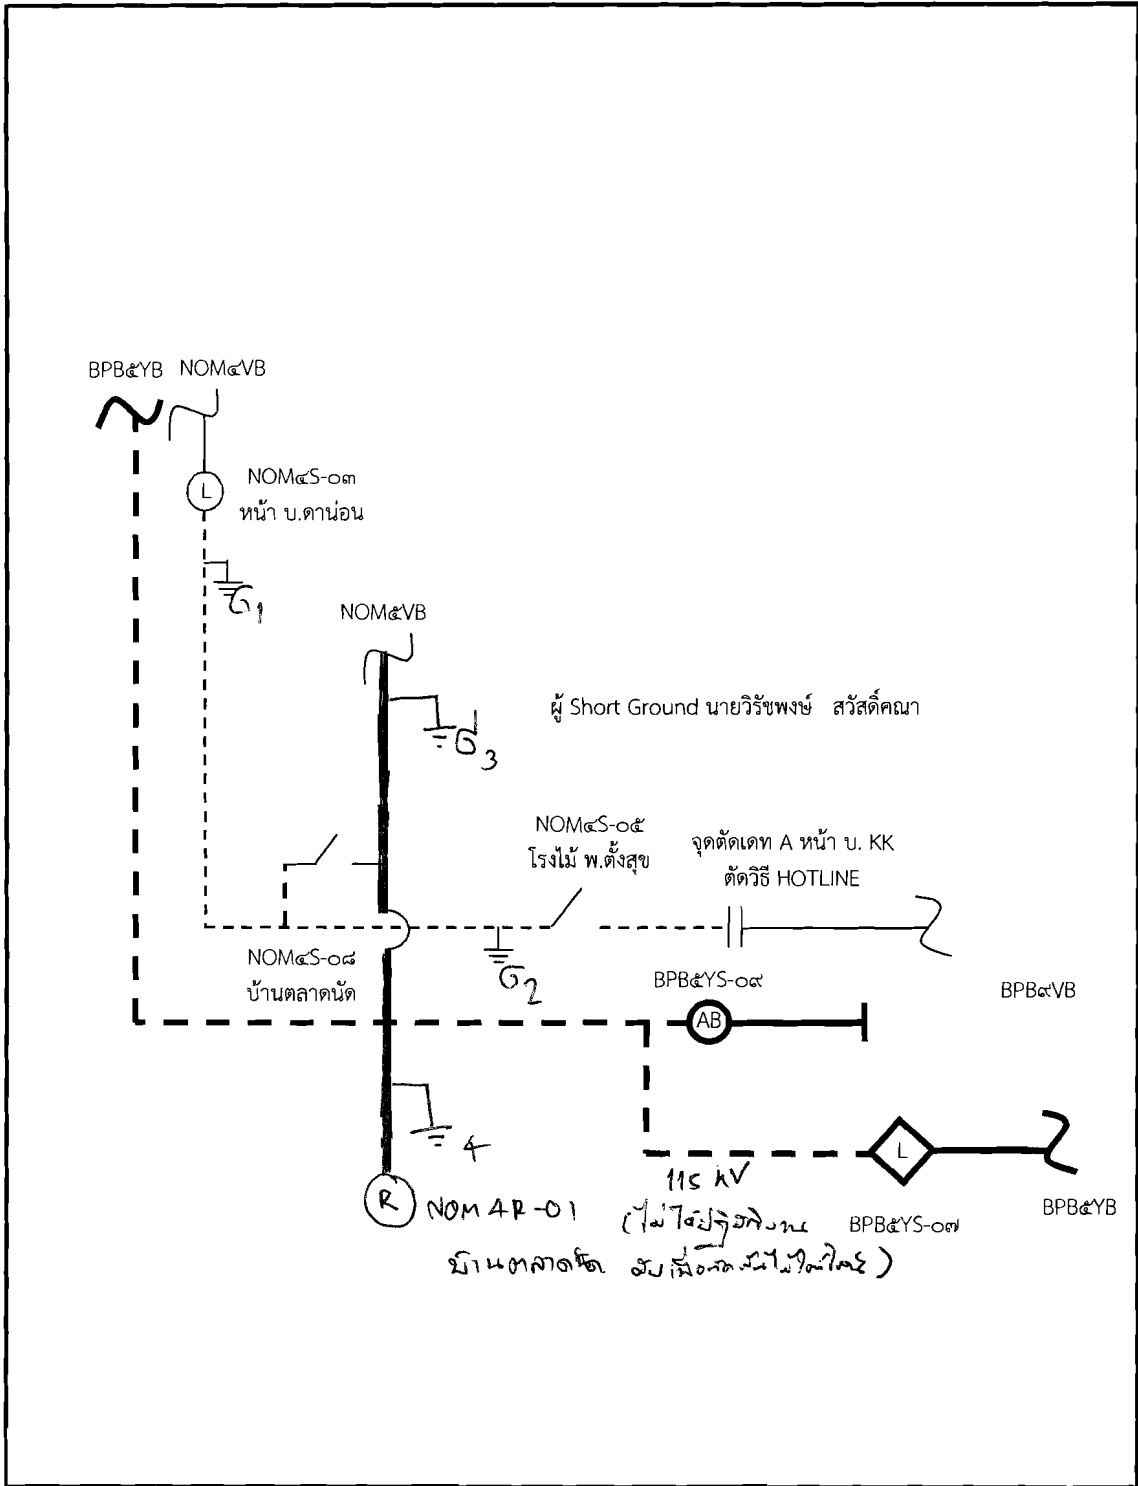 BPB๕YB NOM๔VB
NOM๔S-๐๓
หน้า บ.ดาน่อน
G1
NOM๕VB
G3
ผู้ Short Ground นายวิรัชพงษ์ สวัสดิ์คณา
NOM๔S-๐๕
โรงไม้ พ.ตั้งสุข
จุดตัดเดท A หน้า บ. KK
ตัดวิธี HOTLINE
NOM๔S-๐๘
บ้านตลาดนัด
G2
BPB๕YS-๐๙
BPB๙VB
AB
L
L
4
R NOM4R-01
บ้านตลาดนัด
115 kV
(ไม่ได้
BPB๕YS-๐๗
BPB๕YB